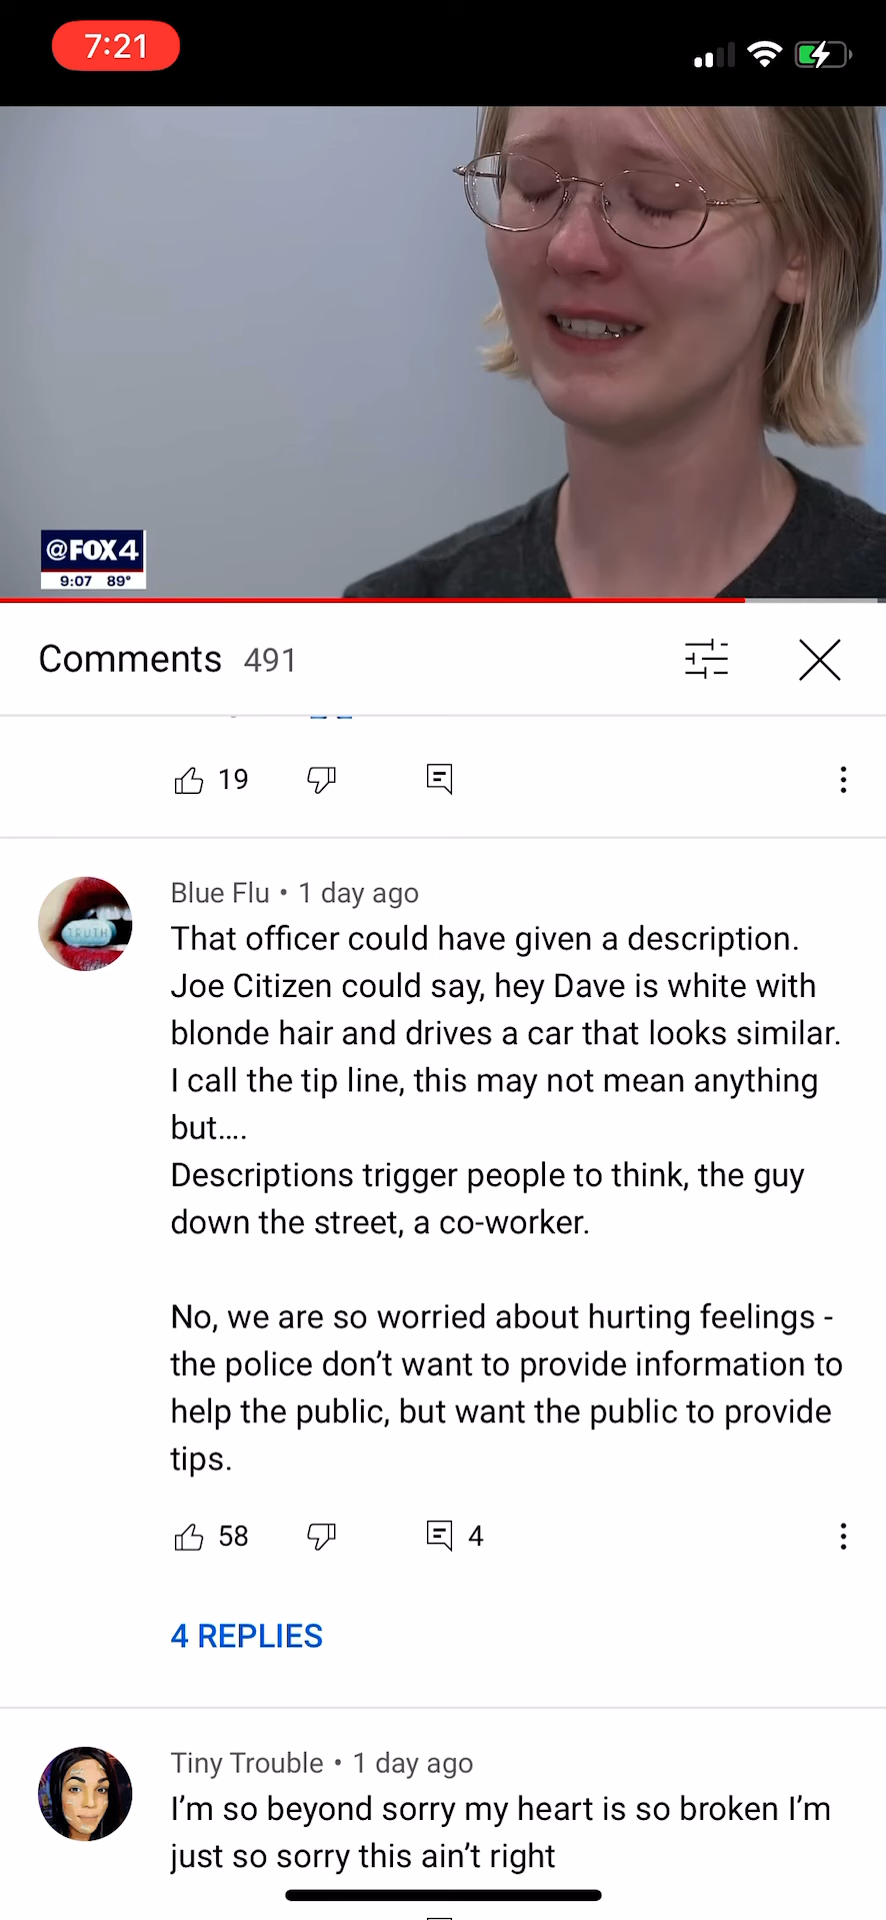 7:21
@FOX4
9:07 89°
Comments 491
19
Blue Flu • 1 day ago
TRUTH
That officer could have given a description.
Joe Citizen could say, hey Dave is white with
blonde hair and drives a car that looks similar.
I call the tip line, this may not mean anything
but....
Descriptions trigger people to think, the guy
down the street, a co-worker.
No, we are so worried about hurting feelings -
the police don't want to provide information to
help the public, but want the public to provide
tips.
58 4
4 REPLIES
Tiny Trouble • 1 day ago
I'm so beyond sorry my heart is so broken I'm
just so sorry this ain't right